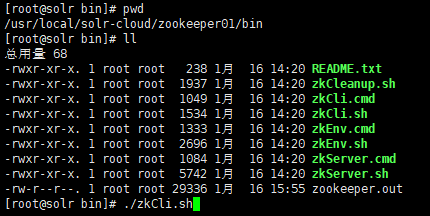 [root@solr bin]# pwd
/usr/local/solr-cloud/zookeeper01/bin
[root@solr bin]# ll
总用量 68
-rwxr-xr-x. 1 root root   238 1月  16 14:20 README.txt
-rwxr-xr-x. 1 root root  1937 1月  16 14:20 zkCleanup.sh
-rwxr-xr-x. 1 root root  1049 1月  16 14:20 zkCli.cmd
-rwxr-xr-x. 1 root root  1534 1月  16 14:20 zkCli.sh
-rwxr-xr-x. 1 root root  1333 1月  16 14:20 zkEnv.cmd
-rwxr-xr-x. 1 root root  2696 1月  16 14:20 zkEnv.sh
-rwxr-xr-x. 1 root root  1084 1月  16 14:20 zkServer.cmd
-rwxr-xr-x. 1 root root  5742 1月  16 14:20 zkServer.sh
-rw-r--r--. 1 root root 29336 1月  16 15:55 zookeeper.out
[root@solr bin]# ./zkCli.sh